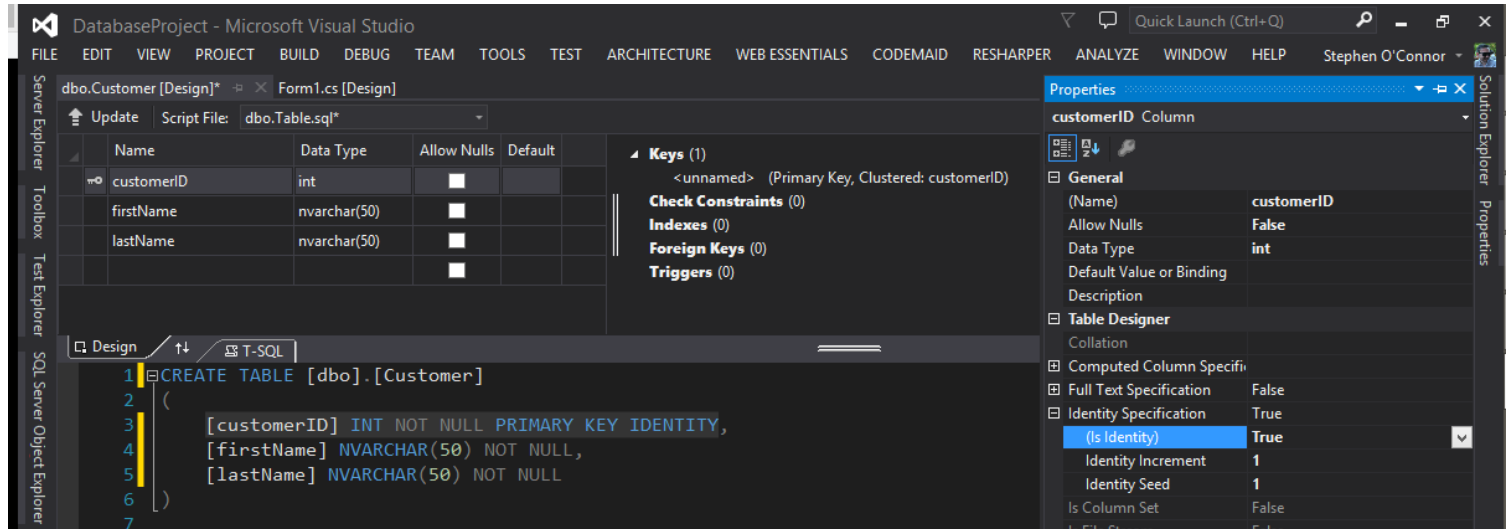 DatabaseProject - Microsoft Visual Studio
Quick Launch (Ctrl+Q)
FILE EDIT VIEW PROJECT BUILD DEBUG TEAM TOOLS TEST ARCHITECTURE WEB ESSENTIALS CODEMAID RESHARPER ANALYZE WINDOW HELP Stephen O'Connor
Server Explorer
Toolbox
Test Explorer
SQL Server Object Explorer
dbo.Customer [Design]* Form1.cs [Design]
Update Script File: dbo.Table.sql*
Name Data Type Allow Nulls Default
customerID int
firstName nvarchar(50)
lastName nvarchar(50)
Keys (1)
<unnamed> (Primary Key, Clustered: customerID)
Check Constraints (0)
Indexes (0)
Foreign Keys (0)
Triggers (0)
Design T-SQL
1 CREATE TABLE [dbo].[Customer]
2 (
3 [customerID] INT NOT NULL PRIMARY KEY IDENTITY,
4 [firstName] NVARCHAR(50) NOT NULL,
5 [lastName] NVARCHAR(50) NOT NULL
6 )
7
Properties
customerID Column
General
(Name) customerID
Allow Nulls False
Data Type int
Default Value or Binding
Description
Table Designer
Collation
Computed Column Specifi
Full Text Specification False
Identity Specification True
(Is Identity) True
Identity Increment 1
Identity Seed 1
Is Column Set False
Solution Explorer
Properties